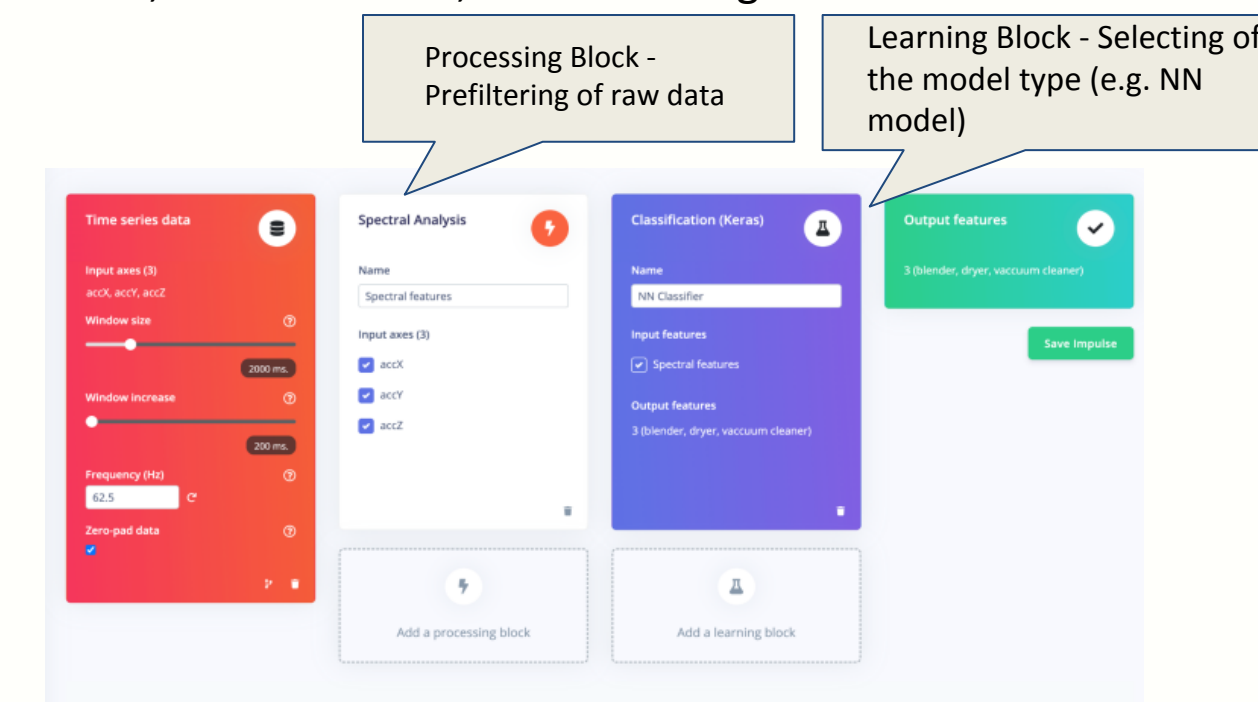 Processing Block -
Prefiltering of raw data
Learning Block - Selecting of
the model type (e.g. NN
model)
Time series data
Input axes (3)
accX, accY, accZ
Window size
2000 ms.
Window increase
200 ms.
Frequency (Hz)
62.5
Zero-pad data
Spectral Analysis
Name
Spectral features
Input axes (3)
accX
accY
accZ
Add a processing block
Classification (Keras)
Name
NN Classifier
Input features
Spectral features
Output features
3 (blender, dryer, vaccuum cleaner)
Add a learning block
Output features
3 (blender, dryer, vaccuum cleaner)
Save Impulse